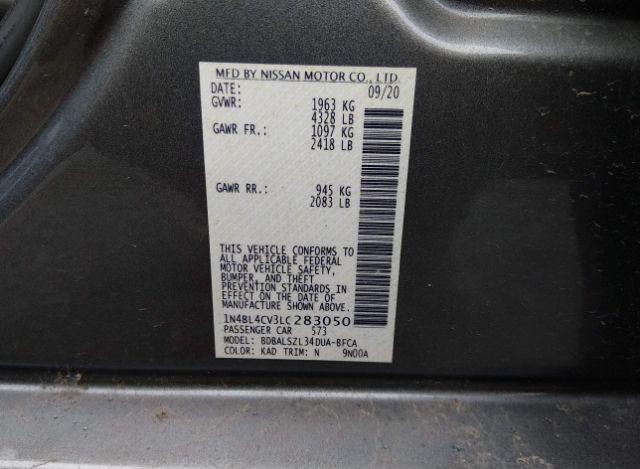 MFD BY NISSAN MOTOR CO., LTD.
DATE: 09/20
GVWR: 1963 KG
4328 LB
GAWR FR.: 1097 KG
2418 LB
GAWR RR.: 945 KG
2083 LB
THIS VEHICLE CONFORMS TO
ALL APPLICABLE FEDERAL
MOTOR VEHICLE SAFETY,
BUMPER, AND THEFT
PREVENTION STANDARDS IN
EFFECT ON THE DATE OF
MANUFACTURE SHOWN ABOVE.
1N4BL4CV3LC283050
PASSENGER CAR 573
MODEL: BDBALSZL34DUA-BFCA
COLOR: KAD TRIM: N 9N00A